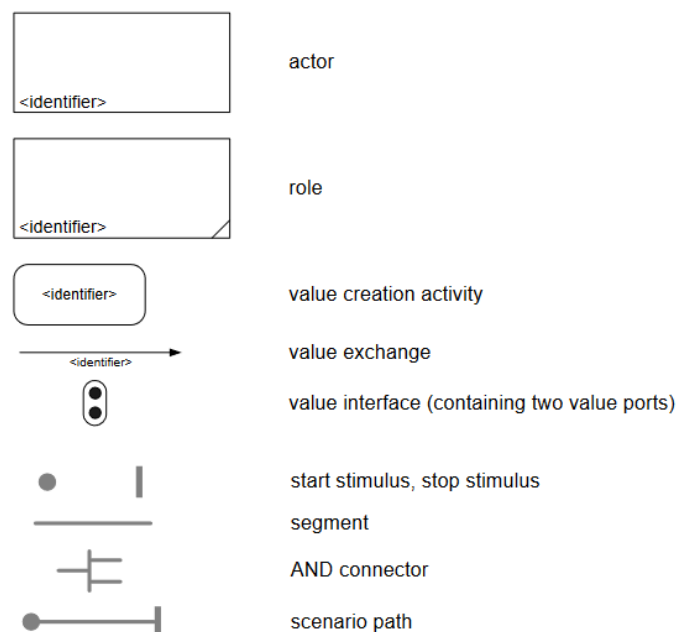 actor
<identifier>
role
<identifier>
<identifier>
value creation activity
value exchange
<identifier>
value interface (containing two value ports)
start stimulus, stop stimulus
segment
AND connector
scenario path